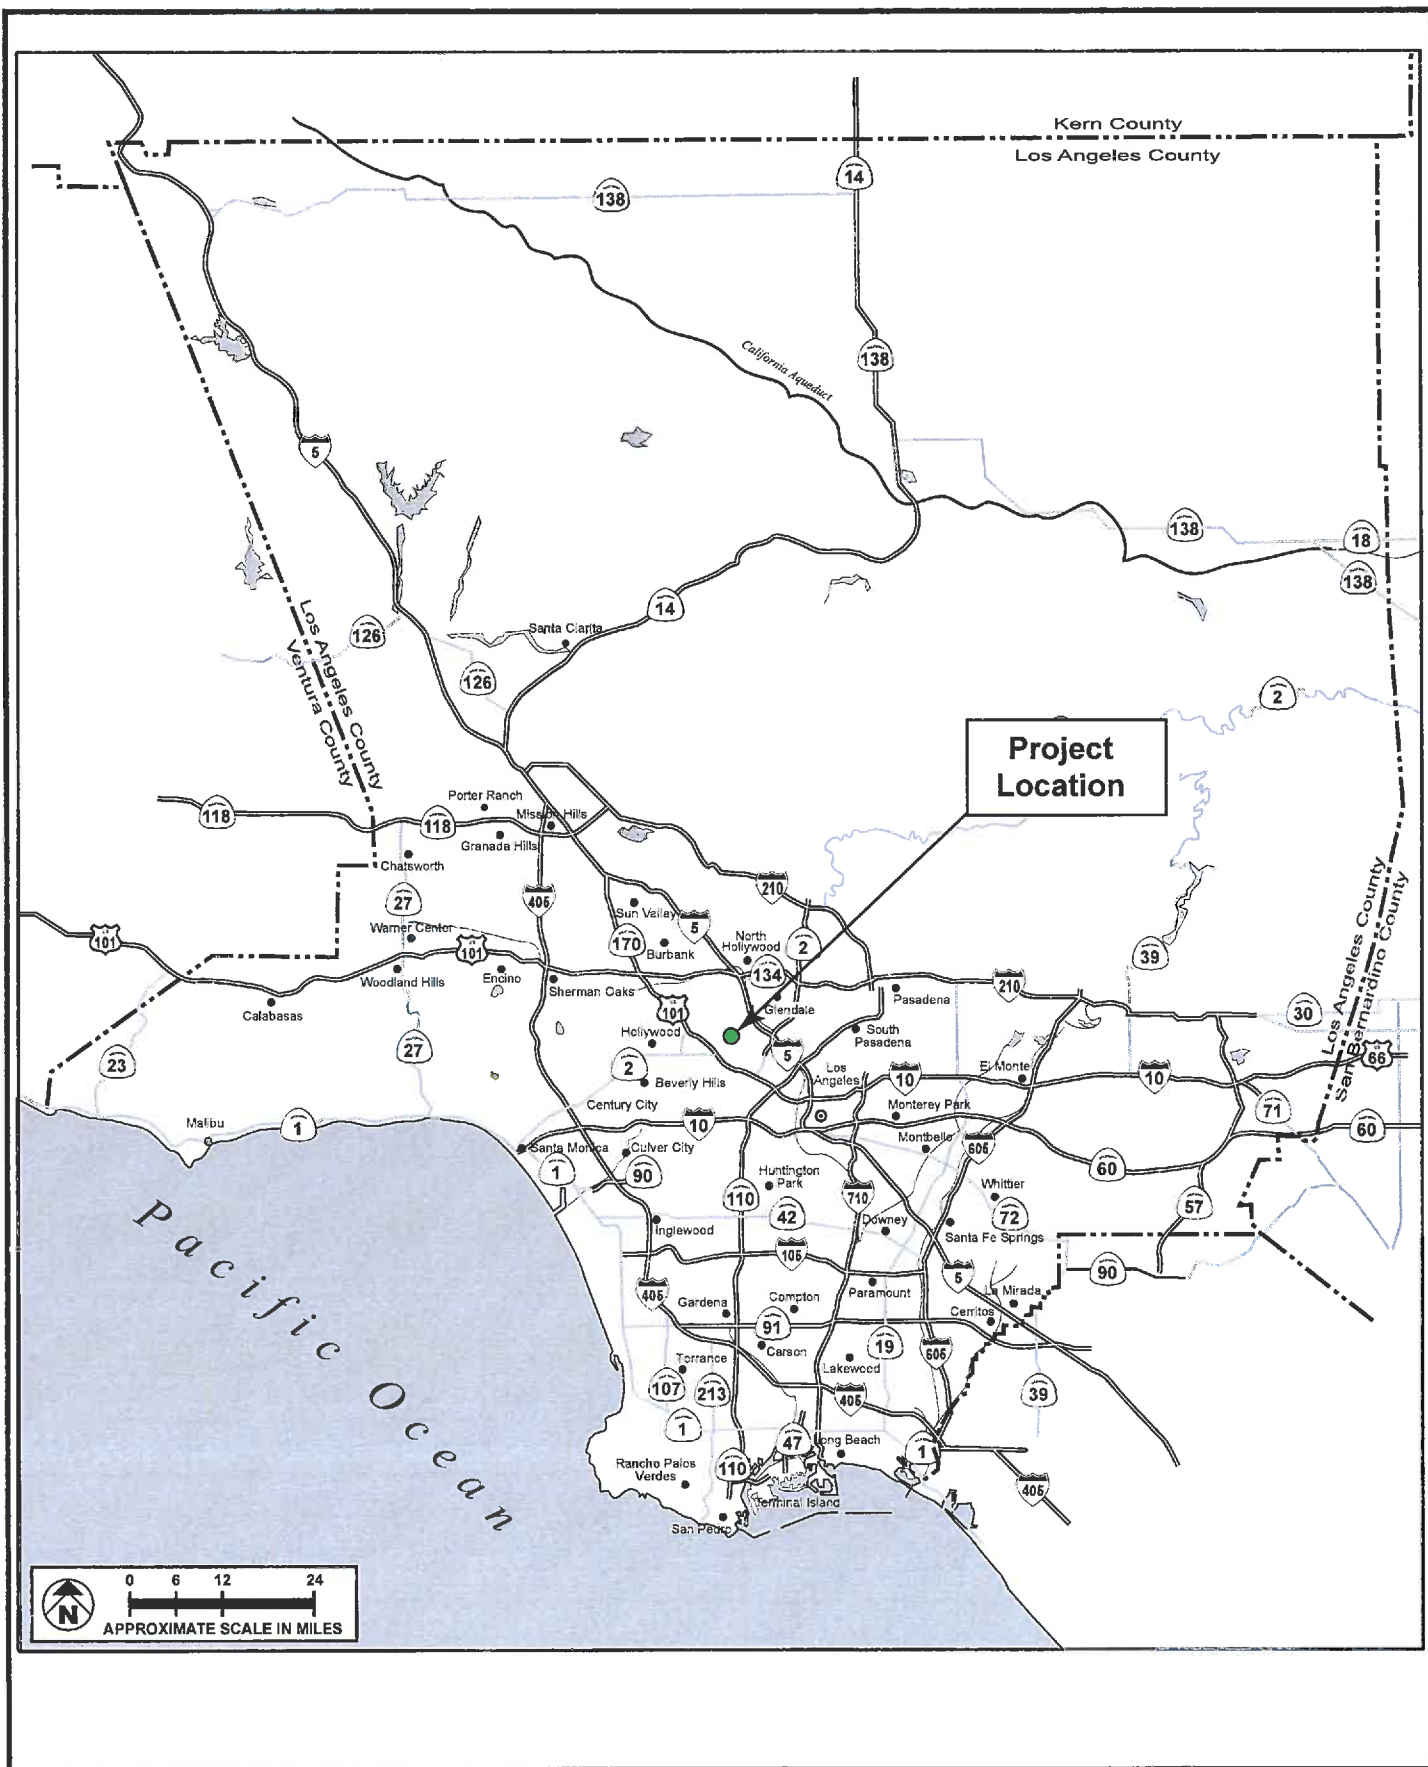 Kern County
Los Angeles County
14
138
138
California Aqueduct
5
138
18
138
14
126
Santa Clarita
126
Los Angeles County
Ventura County
2
Project
Location
Porter Ranch
Mission Hills
118
118
Granada Hills
Chatsworth
210
27
405
Sun Valley
5
Warner Center
101
101
170
Burbank
North
Hollywood
2
39
134
Woodland Hills
Encino
Sherman Oaks
210
Pasadena
Calabasas
Glendale
101
30
Los Angeles County
San Bernardino County
Hollywood
South
Pasadena
27
5
23
66
2
Los
Angeles
10
El Monte
10
Beverly Hills
Century City
Monterey Park
71
Malibu
1
10
60
Santa Monica
Culver City
Montbello
605
1
90
Huntington
Park
60
110
710
Whittier
57
42
72
Inglewood
Downey
Santa Fe Springs
105
5
90
405
Paramount
La Mirada
Gardena
Compton
Cerritos
91
19
605
Carson
Torrance
Lakewood
107
213
405
39
1
47
Long Beach
1
Rancho Palos
Verdes
110
405
Terminal Island
San Pedro
Pacific Ocean
N
0 6 12 24
APPROXIMATE SCALE IN MILES